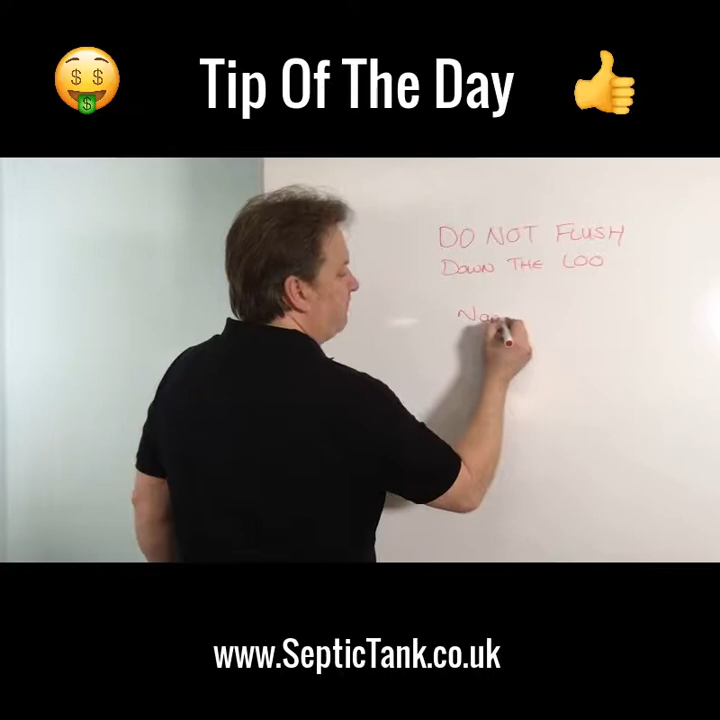 Tip Of The Day
DO NOT FLUSH
DOWN THE LOO
www.SepticTank.co.uk